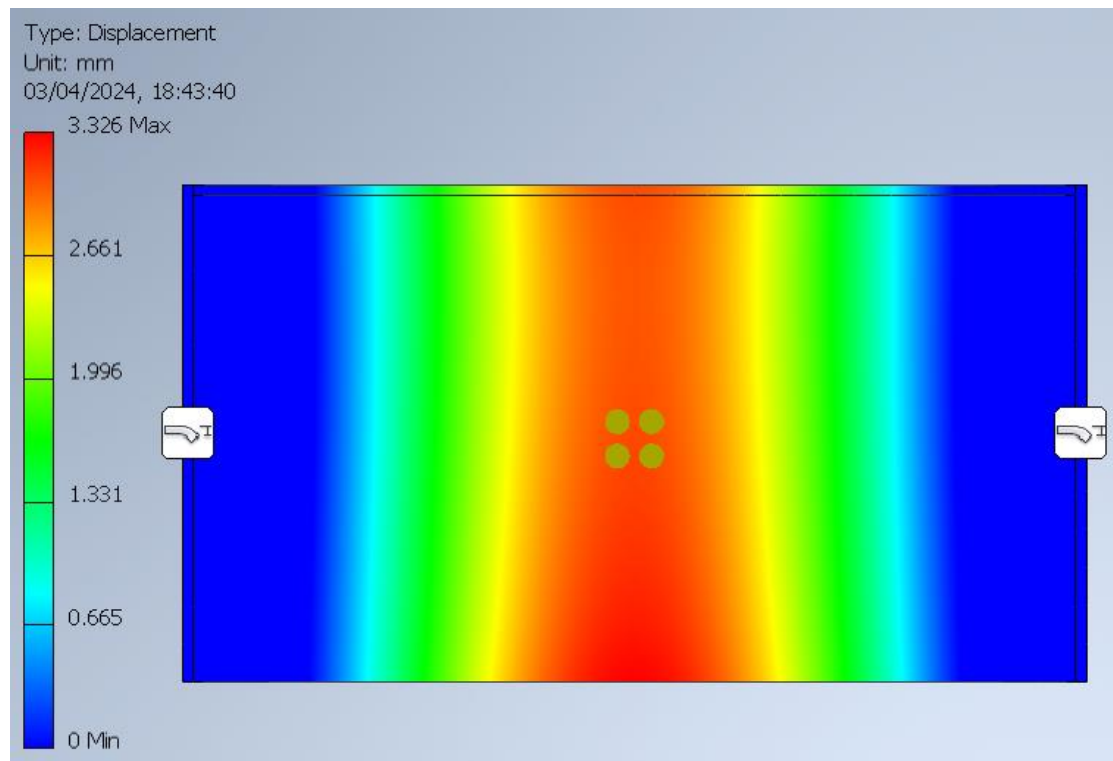 Type: Displacement
Unit: mm
03/04/2024, 18:43:40
3.326 Max
2.661
1.996
1.331
0.665
0 Min